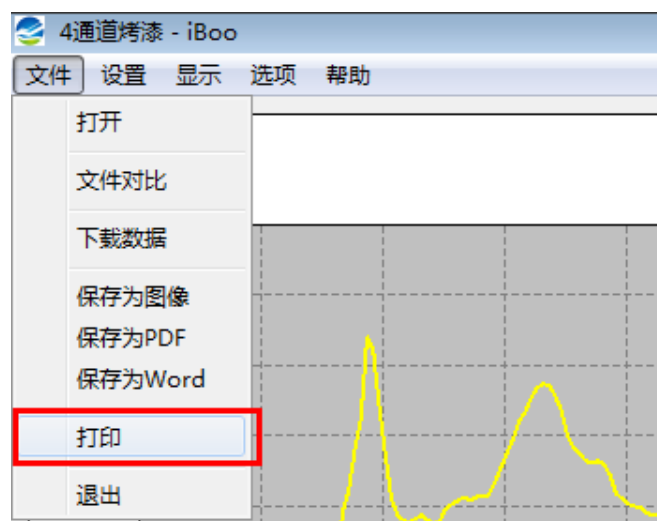 4通道烤漆 - iBoo
文件 设置 显示 选项 帮助
打开
文件对比
下载数据
保存为图像
保存为PDF
保存为Word
打印
退出